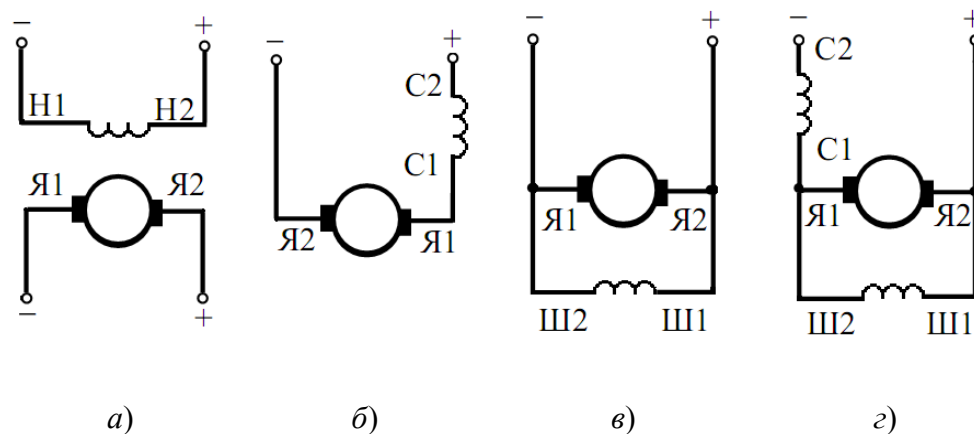 − + − + − + − +
С2 С2
Н1 Н2
С1 С1
Я1 Я2
Я2 Я1 Я1 Я2 Я1 Я2
− +
Ш2 Ш1 Ш2 Ш1
а) б) в) г)